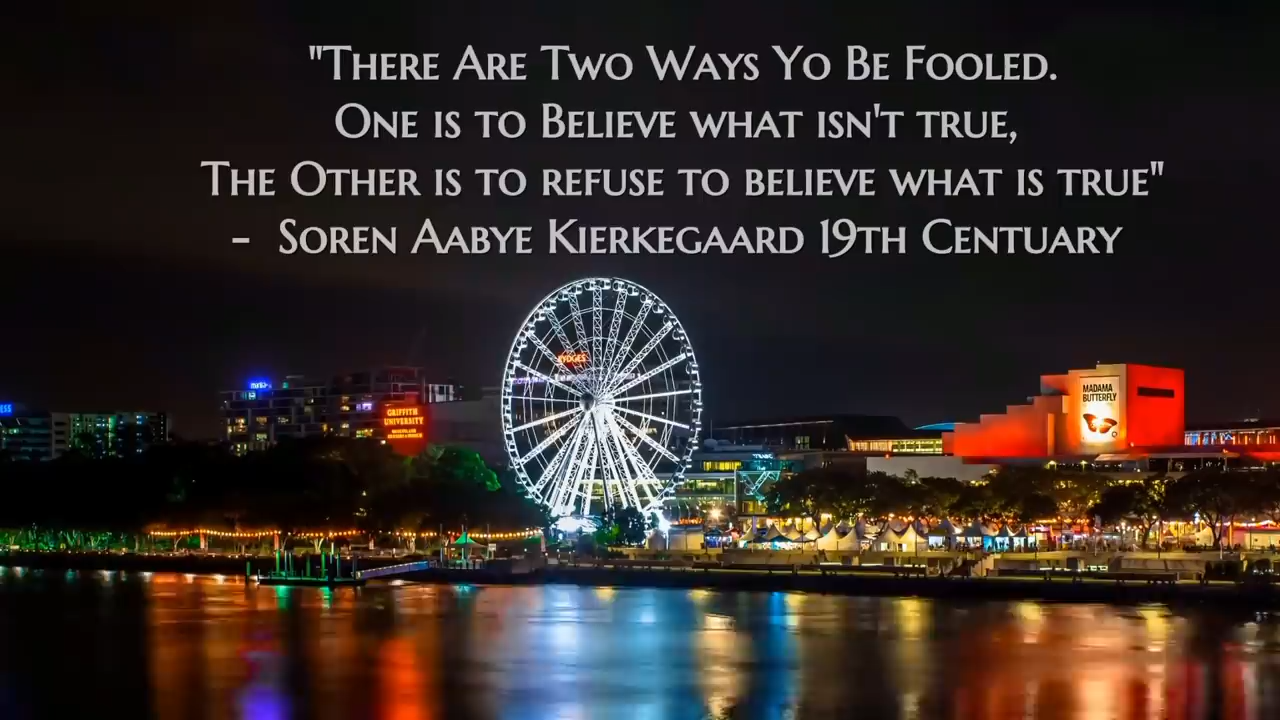 "There Are Two Ways Yo Be Fooled.
One is to Believe what isn't true,
The Other is to refuse to believe what is true"
- Soren Aabye Kierkegaard 19th Centuary
RYDGES
GRIFFITH
UNIVERSITY
MADAMA
BUTTERFLY